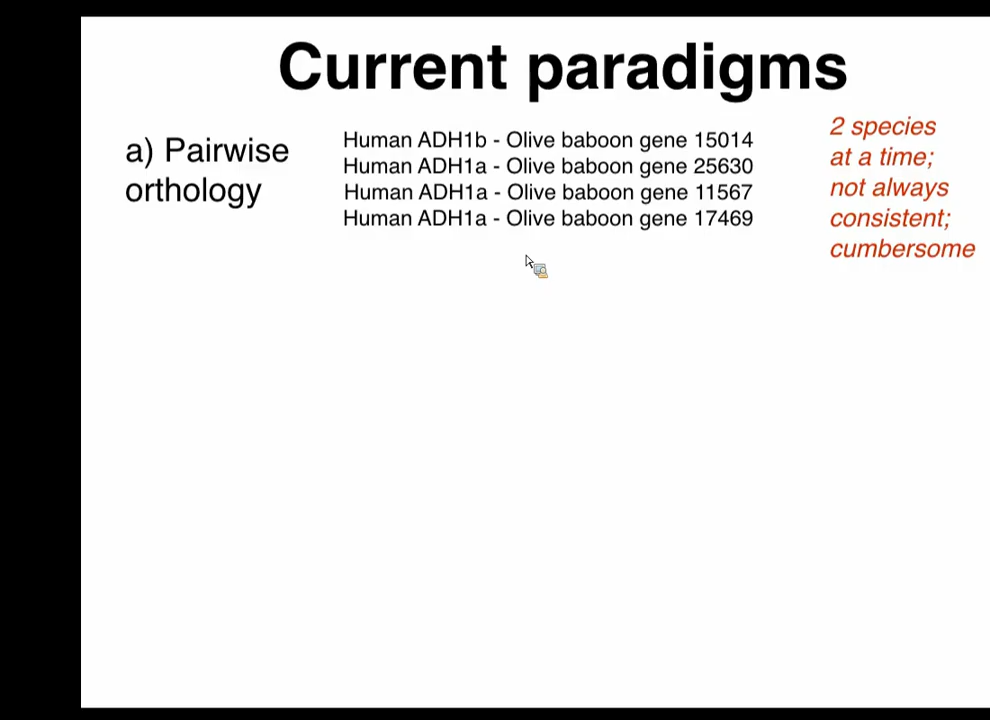 Current paradigms
a) Pairwise
orthology
Human ADH1b - Olive baboon gene 15014
Human ADH1a - Olive baboon gene 25630
Human ADH1a - Olive baboon gene 11567
Human ADH1a - Olive baboon gene 17469
2 species
at a time;
not always
consistent;
cumbersome